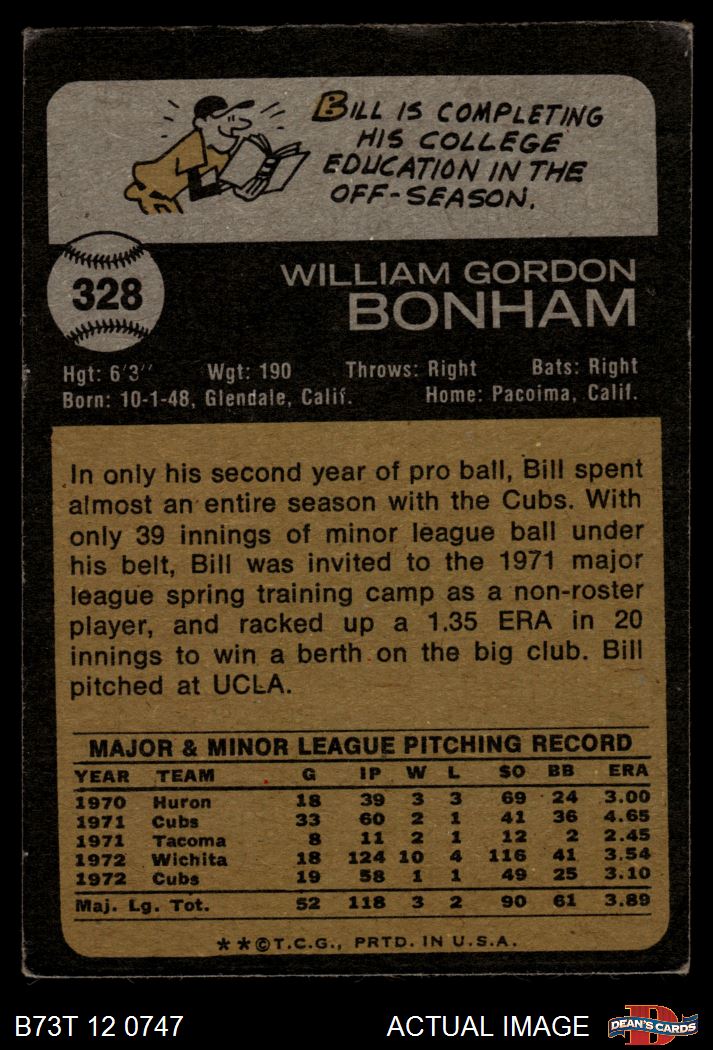 BILL IS COMPLETING
HIS COLLEGE
EDUCATION IN THE
OFF-SEASON.
328
WILLIAM GORDON
BONHAM
Hgt: 6'3" Wgt: 190 Throws: Right Bats: Right
Born: 10-1-48, Glendale, Calif. Home: Pacoima, Calif.
In only his second year of pro ball, Bill spent
almost an entire season with the Cubs. With
only 39 innings of minor league ball under
his belt, Bill was invited to the 1971 major
league spring training camp as a non-roster
player, and racked up a 1.35 ERA in 20
innings to win a berth on the big club. Bill
pitched at UCLA.
MAJOR & MINOR LEAGUE PITCHING RECORD
YEAR TEAM G IP W L SO BB ERA
1970 Huron 18 39 3 3 69 24 3.00
1971 Cubs 33 60 2 1 41 36 4.65
1971 Tacoma 8 11 2 1 12 2 2.45
1972 Wichita 18 124 10 4 116 41 3.54
1972 Cubs 19 58 1 1 49 25 3.10
Maj. Lg. Tot. 52 118 3 2 90 61 3.89
**©T.C.G., PRTD. IN U.S.A.
B73T 12 0747 ACTUAL IMAGE D DEAN'S CARDS